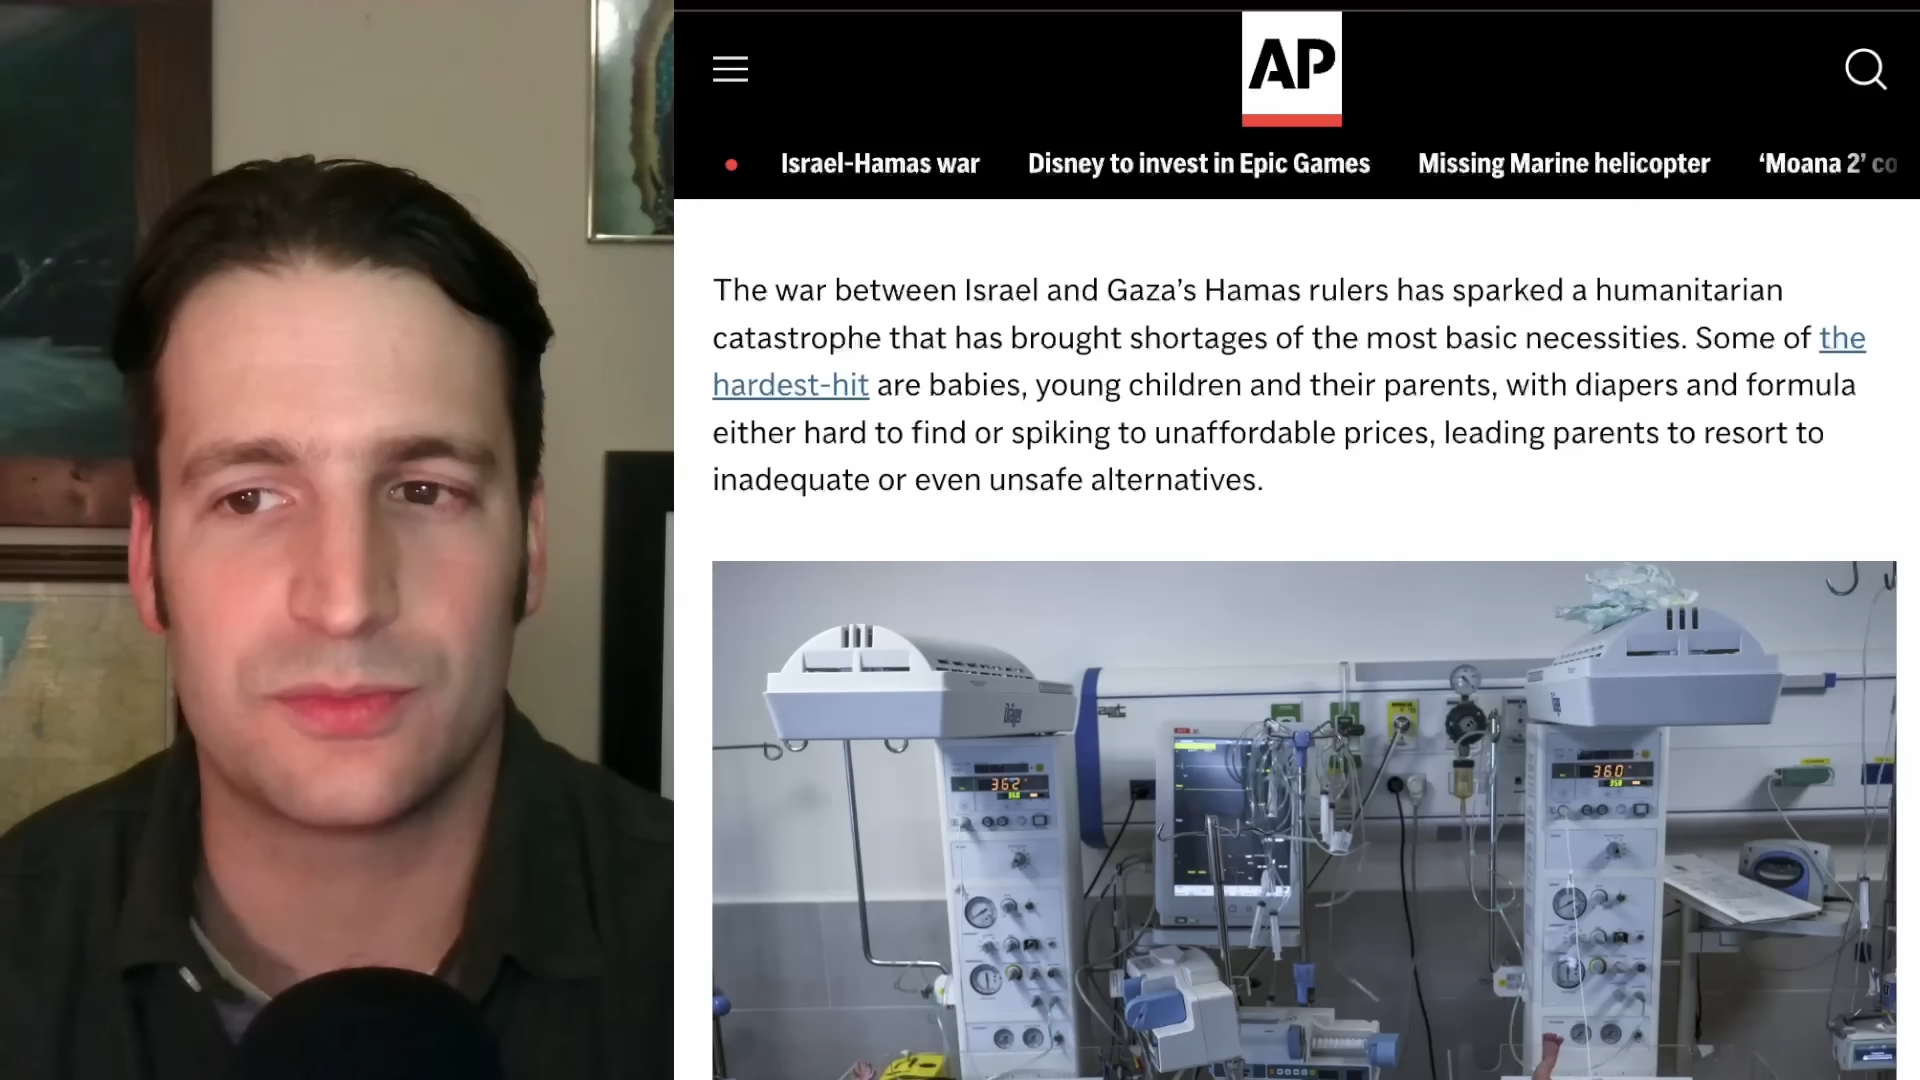 AP
Israel-Hamas war Disney to invest in Epic Games Missing Marine helicopter ‘Moana 2’ co
The war between Israel and Gaza’s Hamas rulers has sparked a humanitarian
catastrophe that has brought shortages of the most basic necessities. Some of the
hardest-hit are babies, young children and their parents, with diapers and formula
either hard to find or spiking to unaffordable prices, leading parents to resort to
inadequate or even unsafe alternatives.
Dräger
362
360